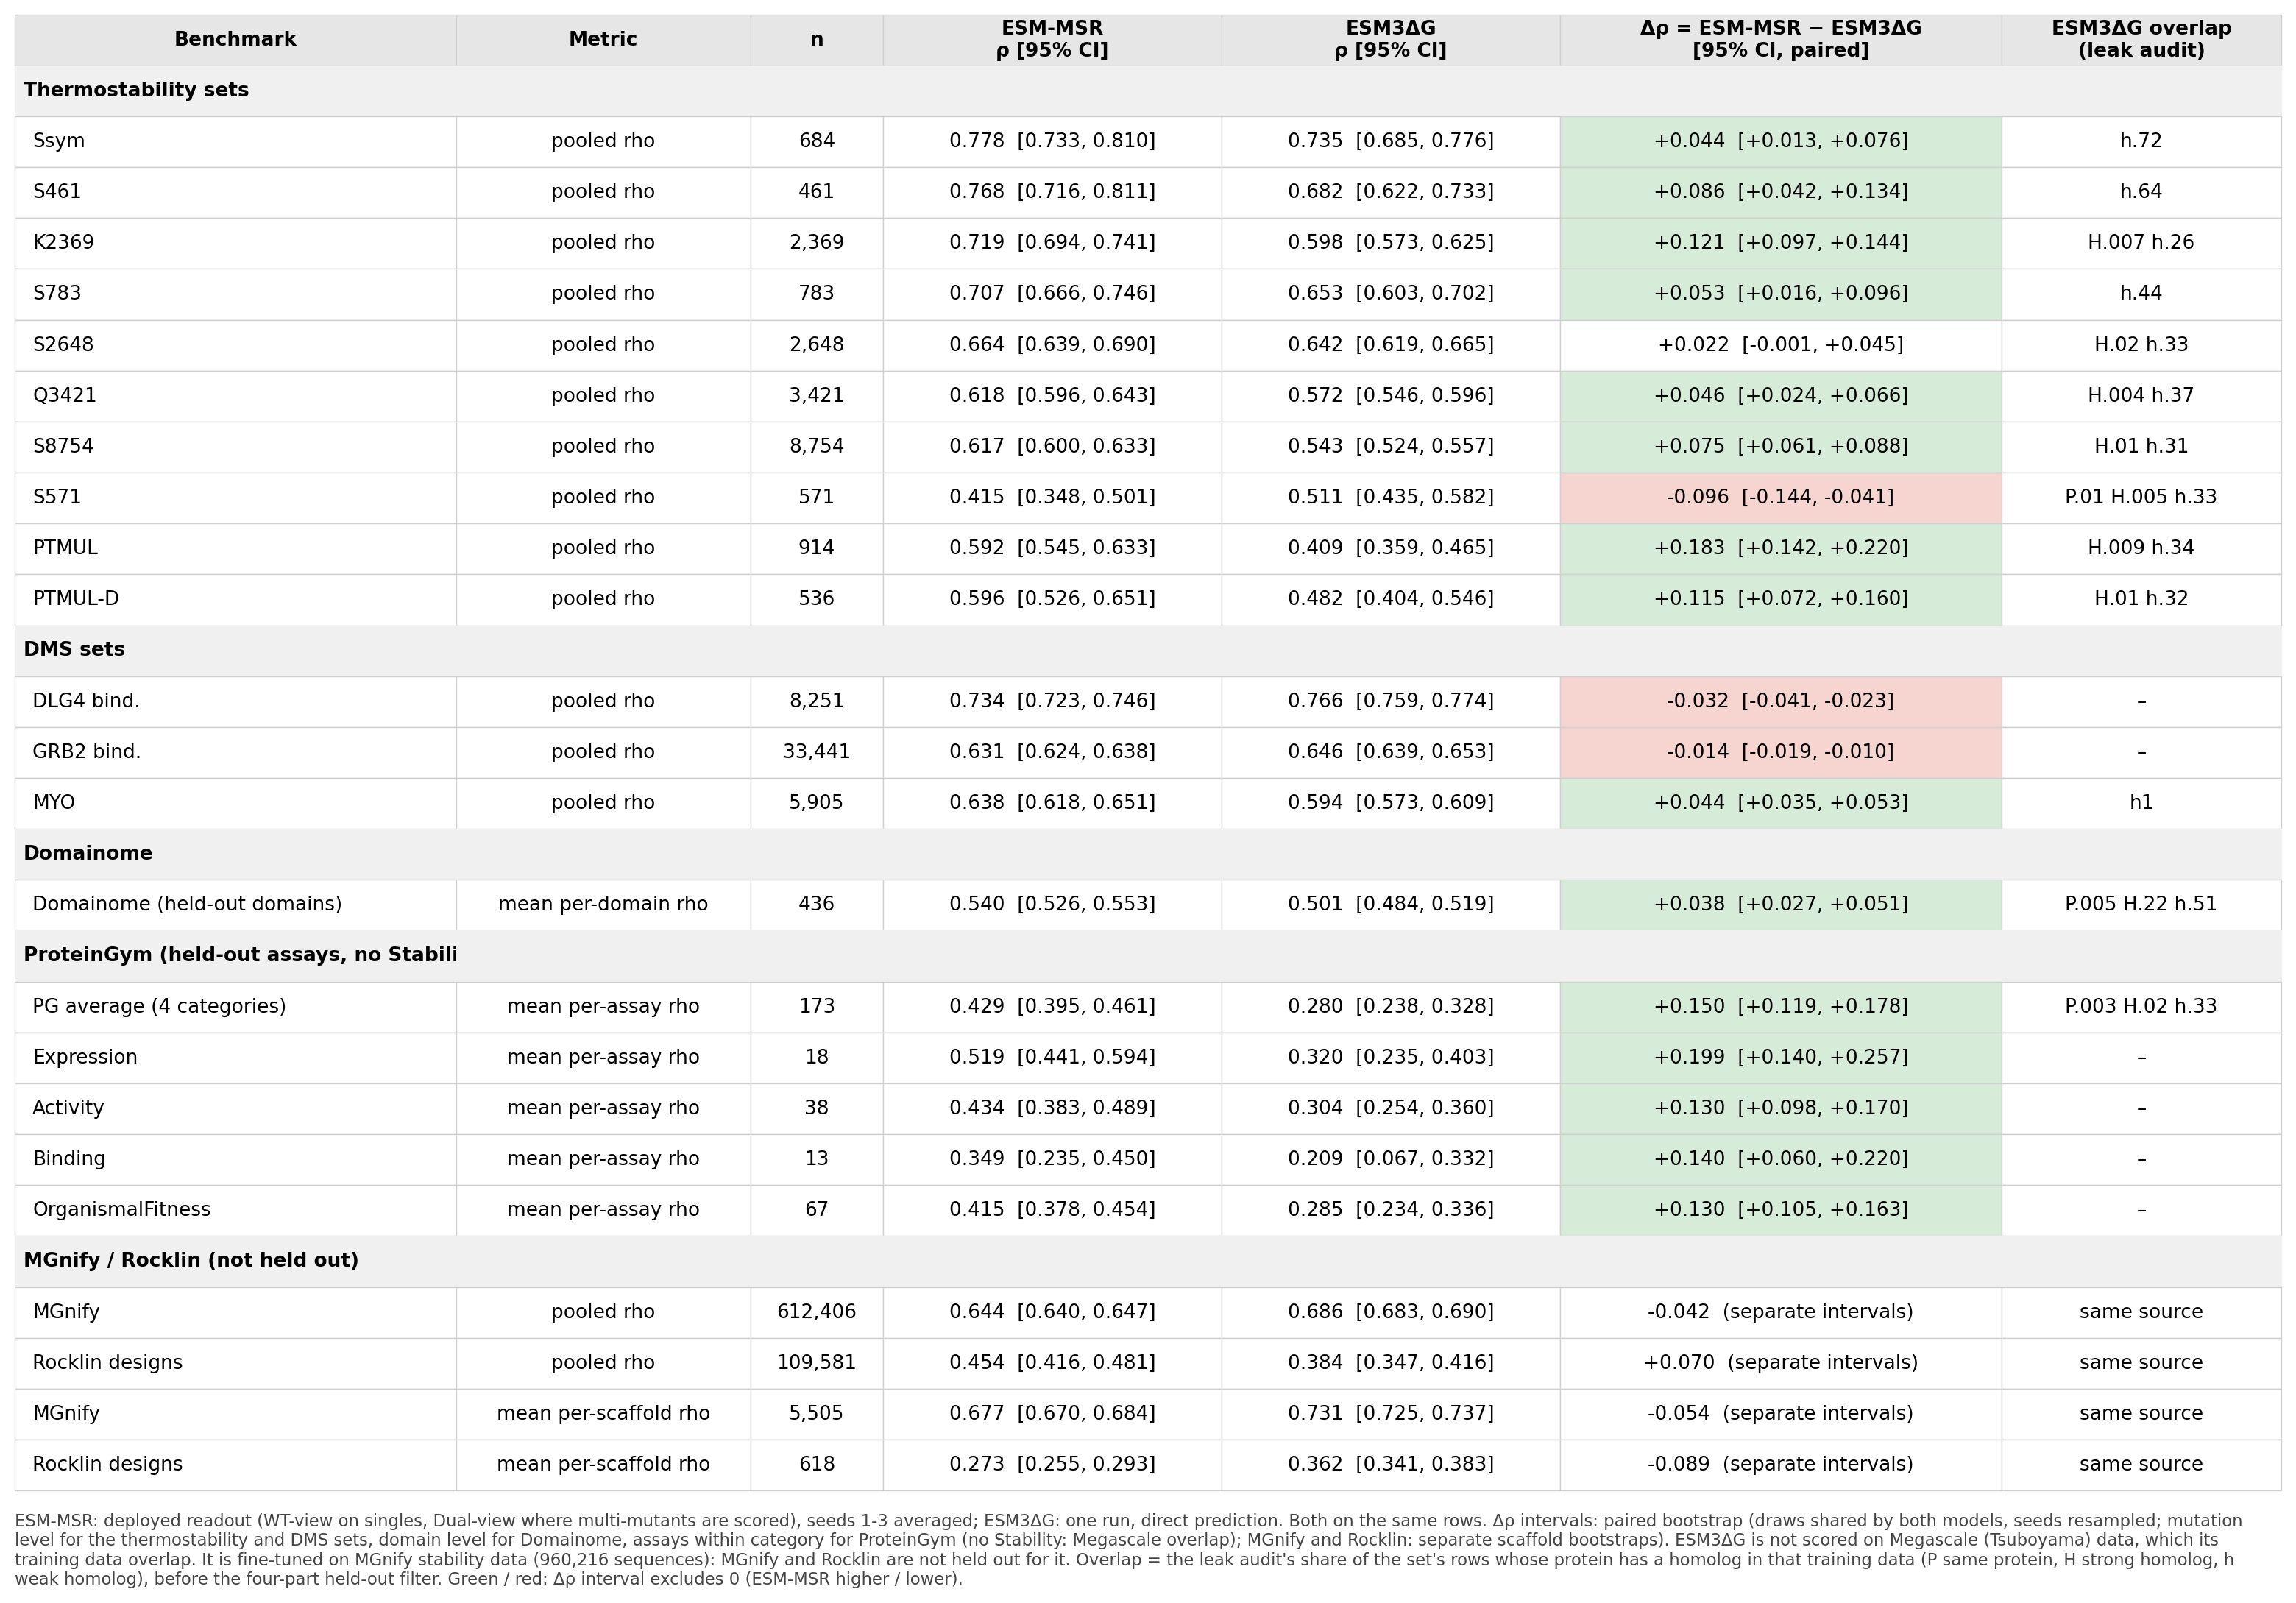 Benchmark Metric n ESM-MSR ρ [95% CI] ESM3ΔG ρ [95% CI] Δρ = ESM-MSR − ESM3ΔG [95% CI, paired] ESM3ΔG overlap (leak audit)
Thermostability sets
Ssym pooled rho 684 0.778 [0.733, 0.810] 0.735 [0.685, 0.776] +0.044 [+0.013, +0.076] h.72
S461 pooled rho 461 0.768 [0.716, 0.811] 0.682 [0.622, 0.733] +0.086 [+0.042, +0.134] h.64
K2369 pooled rho 2,369 0.719 [0.694, 0.741] 0.598 [0.573, 0.625] +0.121 [+0.097, +0.144] H.007 h.26
S783 pooled rho 783 0.707 [0.666, 0.746] 0.653 [0.603, 0.702] +0.053 [+0.016, +0.096] h.44
S2648 pooled rho 2,648 0.664 [0.639, 0.690] 0.642 [0.619, 0.665] +0.022 [-0.001, +0.045] H.02 h.33
Q3421 pooled rho 3,421 0.618 [0.596, 0.643] 0.572 [0.546, 0.596] +0.046 [+0.024, +0.066] H.004 h.37
S8754 pooled rho 8,754 0.617 [0.600, 0.633] 0.543 [0.524, 0.557] +0.075 [+0.061, +0.088] H.01 h.31
S571 pooled rho 571 0.415 [0.348, 0.501] 0.511 [0.435, 0.582] -0.096 [-0.144, -0.041] P.01 H.005 h.33
PTMUL pooled rho 914 0.592 [0.545, 0.633] 0.409 [0.359, 0.465] +0.183 [+0.142, +0.220] H.009 h.34
PTMUL-D pooled rho 536 0.596 [0.526, 0.651] 0.482 [0.404, 0.546] +0.115 [+0.072, +0.160] H.01 h.32
DMS sets
DLG4 bind. pooled rho 8,251 0.734 [0.723, 0.746] 0.766 [0.759, 0.774] -0.032 [-0.041, -0.023] –
GRB2 bind. pooled rho 33,441 0.631 [0.624, 0.638] 0.646 [0.639, 0.653] -0.014 [-0.019, -0.010] –
MYO pooled rho 5,905 0.638 [0.618, 0.651] 0.594 [0.573, 0.609] +0.044 [+0.035, +0.053] h1
Domainome
Domainome (held-out domains) mean per-domain rho 436 0.540 [0.526, 0.553] 0.501 [0.484, 0.519] +0.038 [+0.027, +0.051] P.005 H.22 h.51
ProteinGym (held-out assays, no Stabili
PG average (4 categories) mean per-assay rho 173 0.429 [0.395, 0.461] 0.280 [0.238, 0.328] +0.150 [+0.119, +0.178] P.003 H.02 h.33
Expression mean per-assay rho 18 0.519 [0.441, 0.594] 0.320 [0.235, 0.403] +0.199 [+0.140, +0.257] –
Activity mean per-assay rho 38 0.434 [0.383, 0.489] 0.304 [0.254, 0.360] +0.130 [+0.098, +0.170] –
Binding mean per-assay rho 13 0.349 [0.235, 0.450] 0.209 [0.067, 0.332] +0.140 [+0.060, +0.220] –
OrganismalFitness mean per-assay rho 67 0.415 [0.378, 0.454] 0.285 [0.234, 0.336] +0.130 [+0.105, +0.163] –
MGnify / Rocklin (not held out)
MGnify pooled rho 612,406 0.644 [0.640, 0.647] 0.686 [0.683, 0.690] -0.042 (separate intervals) same source
Rocklin designs pooled rho 109,581 0.454 [0.416, 0.481] 0.384 [0.347, 0.416] +0.070 (separate intervals) same source
MGnify mean per-scaffold rho 5,505 0.677 [0.670, 0.684] 0.731 [0.725, 0.737] -0.054 (separate intervals) same source
Rocklin designs mean per-scaffold rho 618 0.273 [0.255, 0.293] 0.362 [0.341, 0.383] -0.089 (separate intervals) same source
ESM-MSR: deployed readout (WT-view on singles, Dual-view where multi-mutants are scored), seeds 1-3 averaged; ESM3ΔG: one run, direct prediction. Both on the same rows. Δρ intervals: paired bootstrap (draws shared by both models, seeds resampled; mutation
level for the thermostability and DMS sets, domain level for Domainome, assays within category for ProteinGym (no Stability: Megascale overlap); MGnify and Rocklin: separate scaffold bootstraps). ESM3ΔG is not scored on Megascale (Tsuboyama) data, which its
training data overlap. It is fine-tuned on MGnify stability data (960,216 sequences): MGnify and Rocklin are not held out for it. Overlap = the leak audit's share of the set's rows whose protein has a homolog in that training data (P same protein, H strong homolog, h
weak homolog), before the four-part held-out filter. Green / red: Δρ interval excludes 0 (ESM-MSR higher / lower).